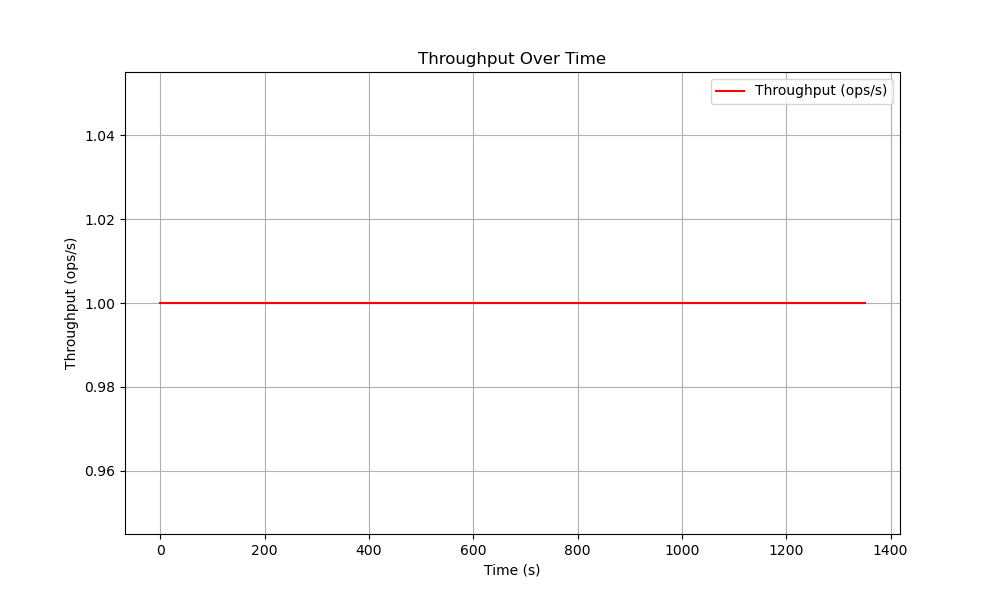 Throughput Over Time
Throughput (ops/s)
Throughput (ops/s)
1.04
1.02
1.00
0.98
0.96
0 200 400 600 800 1000 1200 1400
Time (s)